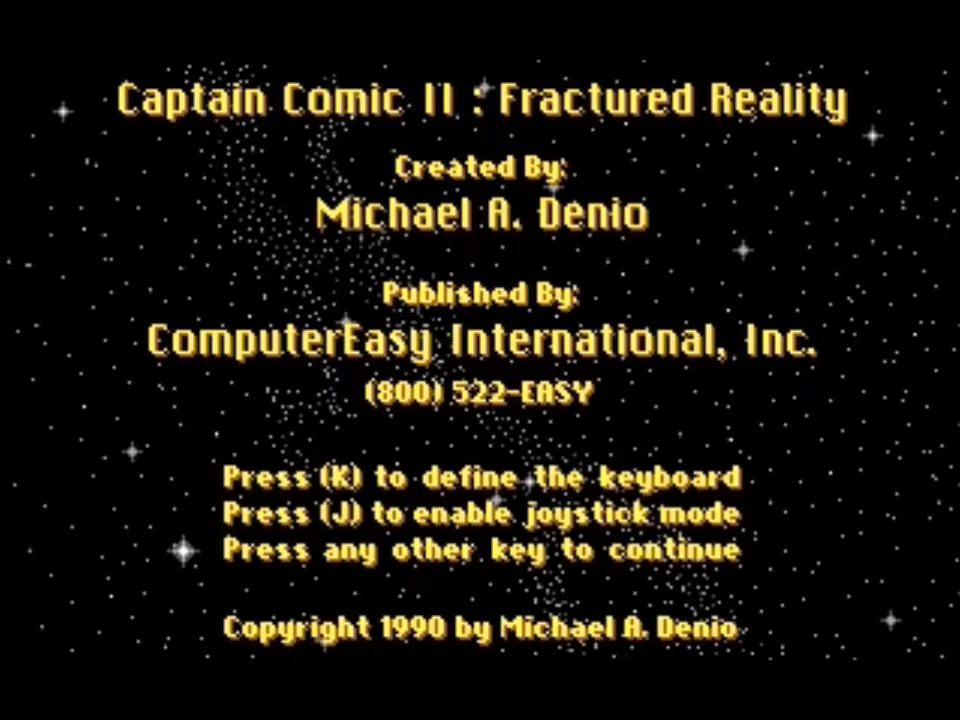 Captain Comic II : Fractured Reality
Created By:
Michael A. Denio
Published By:
ComputerEasy International, Inc.
(800) 522-EASY
Press (K) to define the keyboard
Press (J) to enable joystick mode
Press any other key to continue
Copyright 1990 by Michael A. Denio